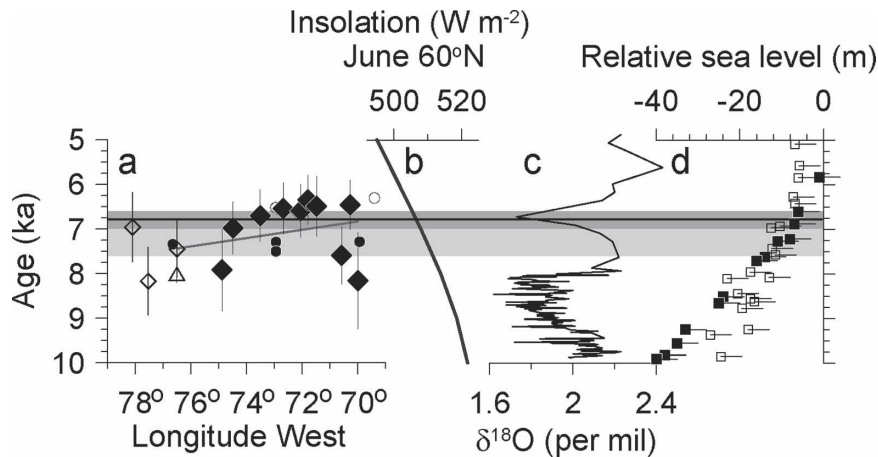 Insolation (W m⁻²)
June 60°N
Relative sea level (m)
500 520
-40 -20 0
a b c d
5
6
7
8
9
10
Age (ka)
78° 76° 74° 72° 70°
Longitude West
1.6 2 2.4
δ¹⁸O (per mil)